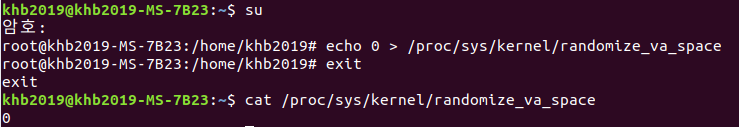 khb2019@khb2019-MS-7B23:~$ su
암호:
root@khb2019-MS-7B23:/home/khb2019# echo 0 > /proc/sys/kernel/randomize_va_space
root@khb2019-MS-7B23:/home/khb2019# exit
exit
khb2019@khb2019-MS-7B23:~$ cat /proc/sys/kernel/randomize_va_space
0